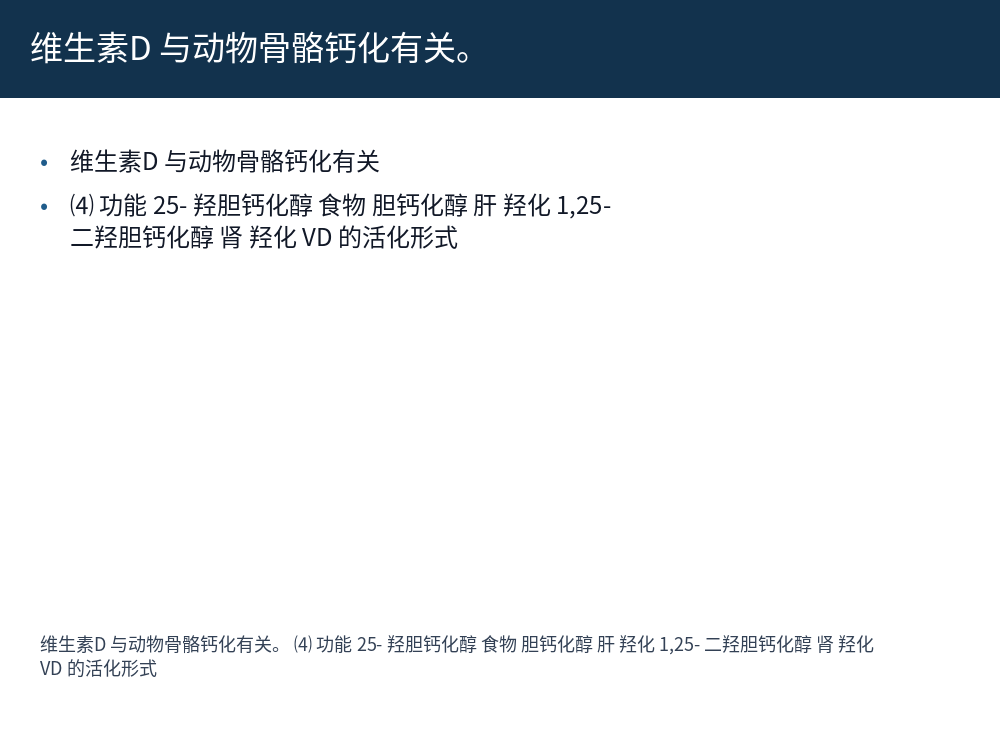 维生素D 与动物骨骼钙化有关。
• 维生素D 与动物骨骼钙化有关
• ⑷ 功能 25- 羟胆钙化醇 食物 胆钙化醇 肝 羟化 1,25-
二羟胆钙化醇 肾 羟化 VD 的活化形式
维生素D 与动物骨骼钙化有关。 ⑷ 功能 25- 羟胆钙化醇 食物 胆钙化醇 肝 羟化 1,25- 二羟胆钙化醇 肾 羟化
VD 的活化形式